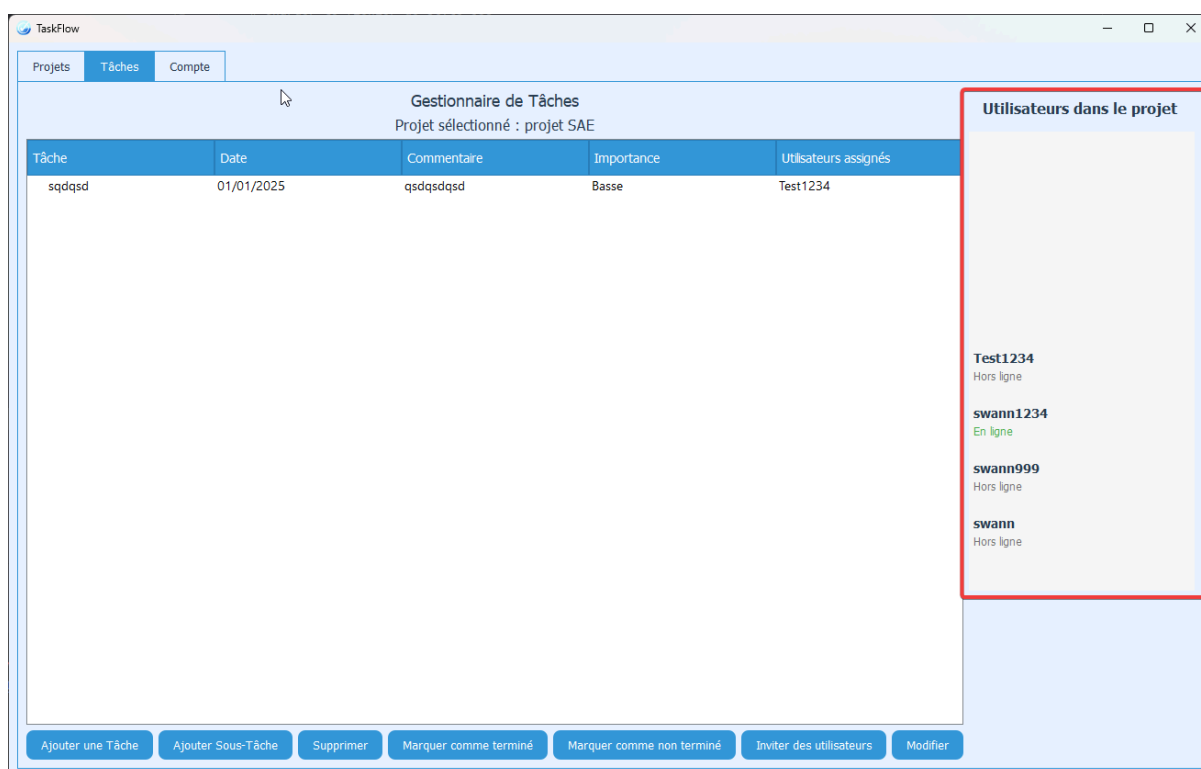 TaskFlow
Projets Tâches Compte
Gestionnaire de Tâches
Projet sélectionné : projet SAE
Tâche Date Commentaire Importance Utilisateurs assignés
sqdqsd 01/01/2025 qsdqsdqsd Basse Test1234
Utilisateurs dans le projet
Test1234
Hors ligne
swann1234
En ligne
swann999
Hors ligne
swann
Hors ligne
Ajouter une Tâche Ajouter Sous-Tâche Supprimer Marquer comme terminé Marquer comme non terminé Inviter des utilisateurs Modifier